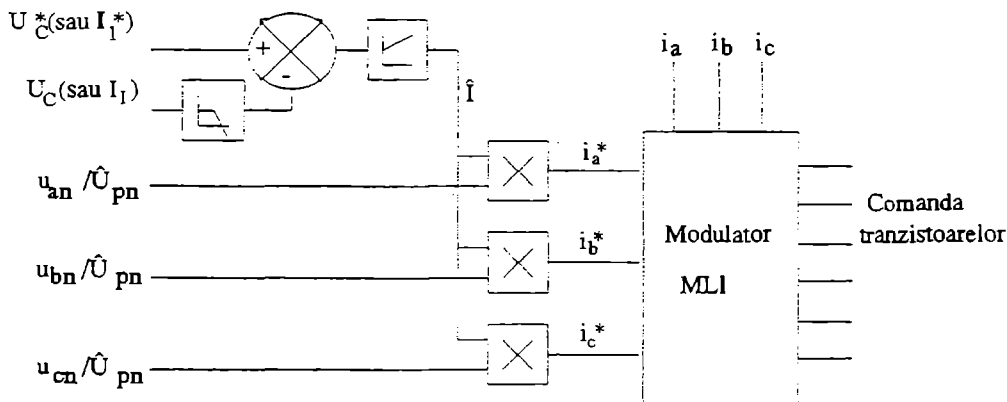 U*C(sau I1*)
+
-
UC(sau II)
Î
ia ib ic
uan /Ûpn
ia*
ubn /Ûpn
ib*
ucn /Ûpn
ic*
Modulator
MLI
Comanda
tranzistoarelor